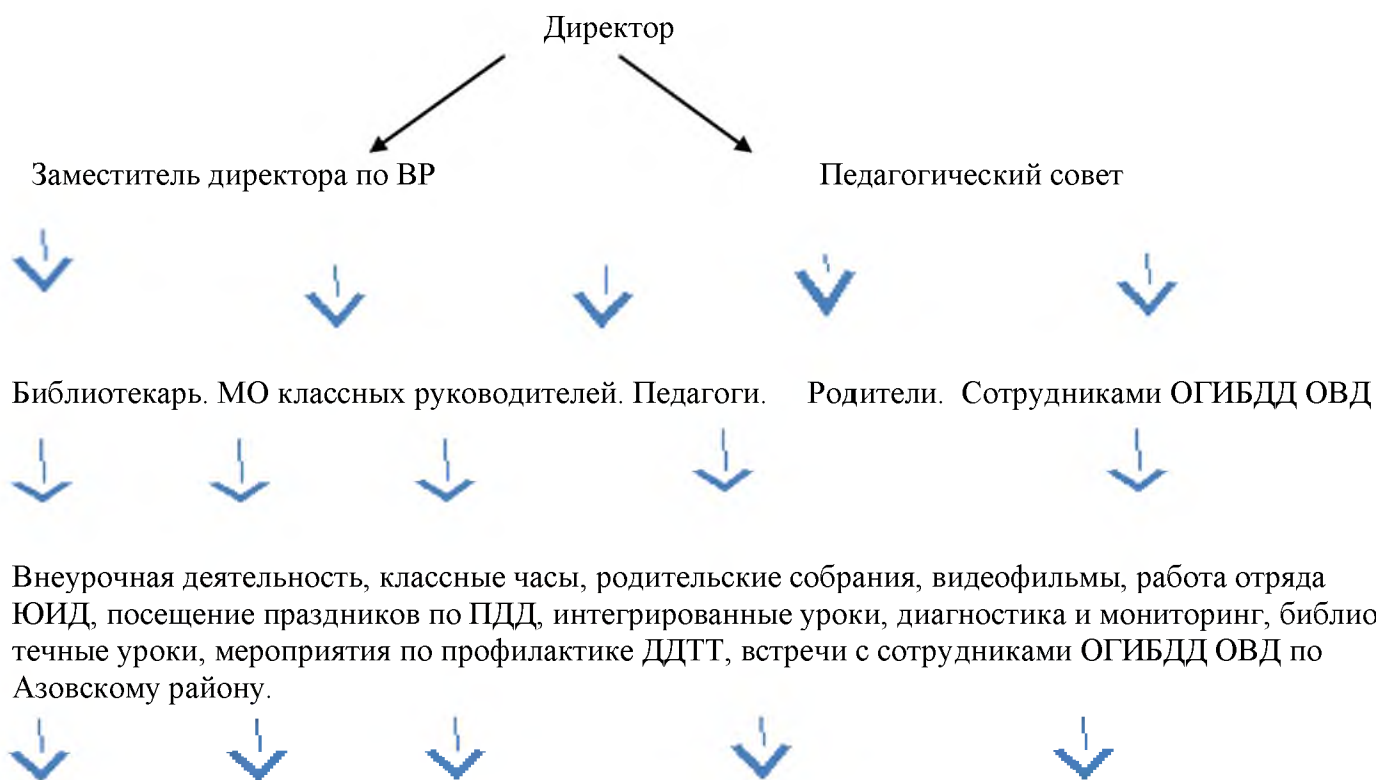 Директор
Заместитель директора по ВР Педагогический совет
Библиотекарь. МО классных руководителей. Педагоги. Родители. Сотрудниками ОГИБДД ОВД
Внеурочная деятельность, классные часы, родительские собрания, видеофильмы, работа отряда
ЮИД, посещение праздников по ПДД, интегрированные уроки, диагностика и мониторинг, библио
течные уроки, мероприятия по профилактике ДДТТ, встречи с сотрудниками ОГИБДД ОВД по
Азовскому району.